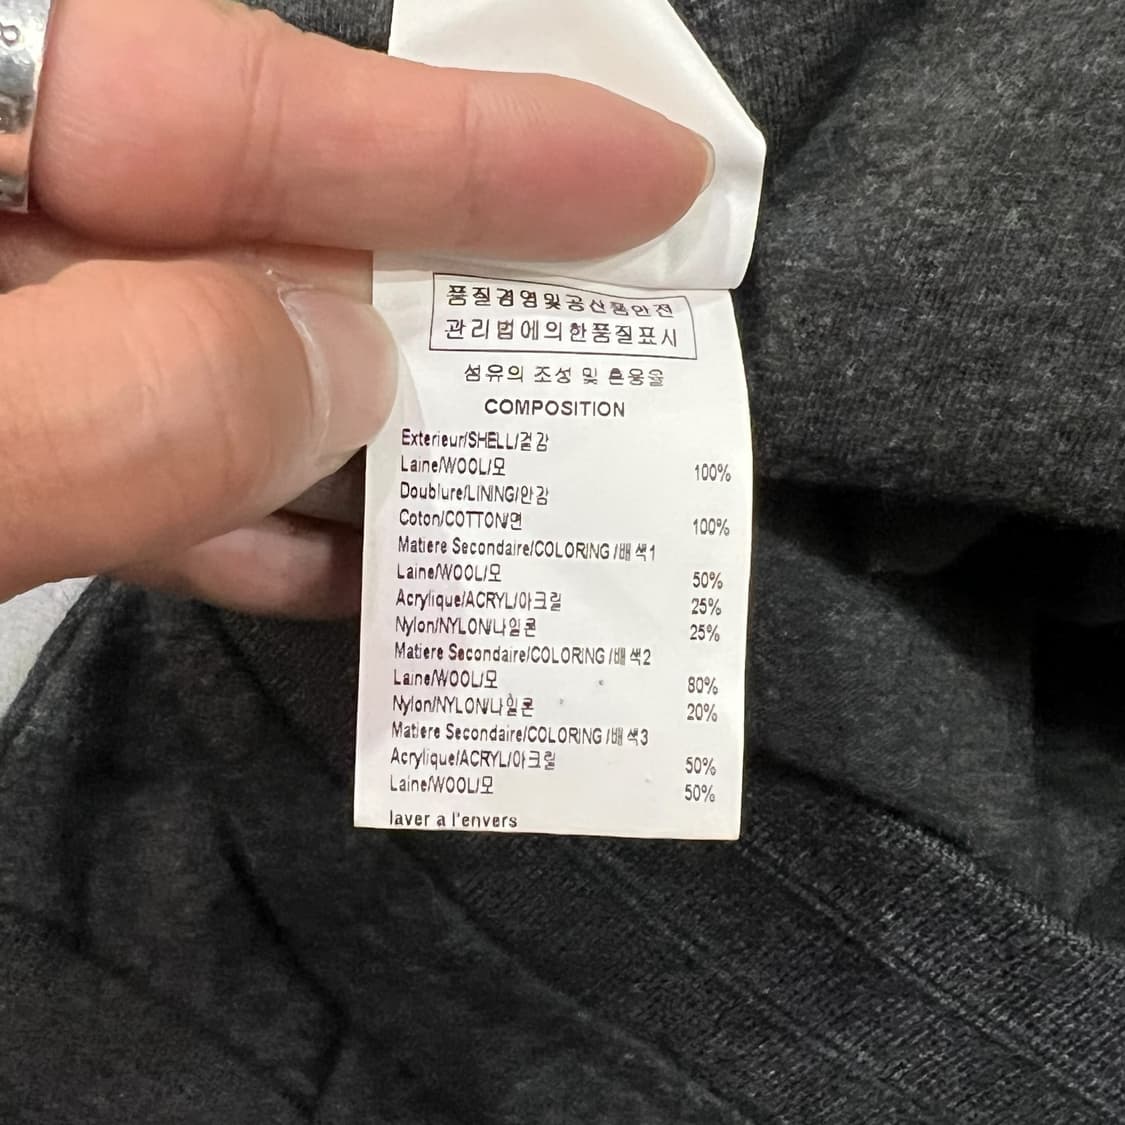 품질경영및공산품안전
관리법에의한품질표시
섬유의 조성 및 혼용율
COMPOSITION
Exterieur/SHELL/겉감
Laine/WOOL/모 100%
Doublure/LINING/안감
Coton/COTTON/면 100%
Matiere Secondaire/COLORING /배색1
Laine/WOOL/모 50%
Acrylique/ACRYL/아크릴 25%
Nylon/NYLON/나일론 25%
Matiere Secondaire/COLORING /배색2
Laine/WOOL/모 80%
Nylon/NYLON/나일론 20%
Matiere Secondaire/COLORING /배색3
Acrylique/ACRYL/아크릴 50%
Laine/WOOL/모 50%
laver a l'envers